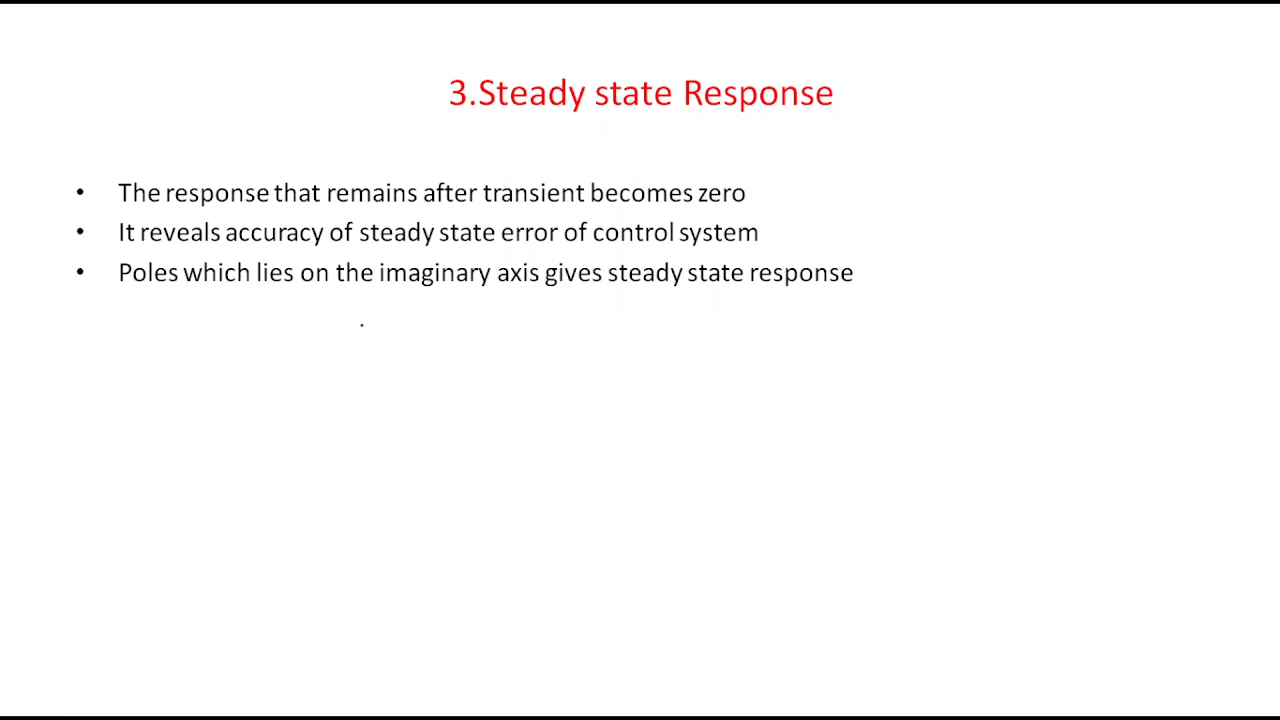 3.Steady state Response
• The response that remains after transient becomes zero
• It reveals accuracy of steady state error of control system
• Poles which lies on the imaginary axis gives steady state response